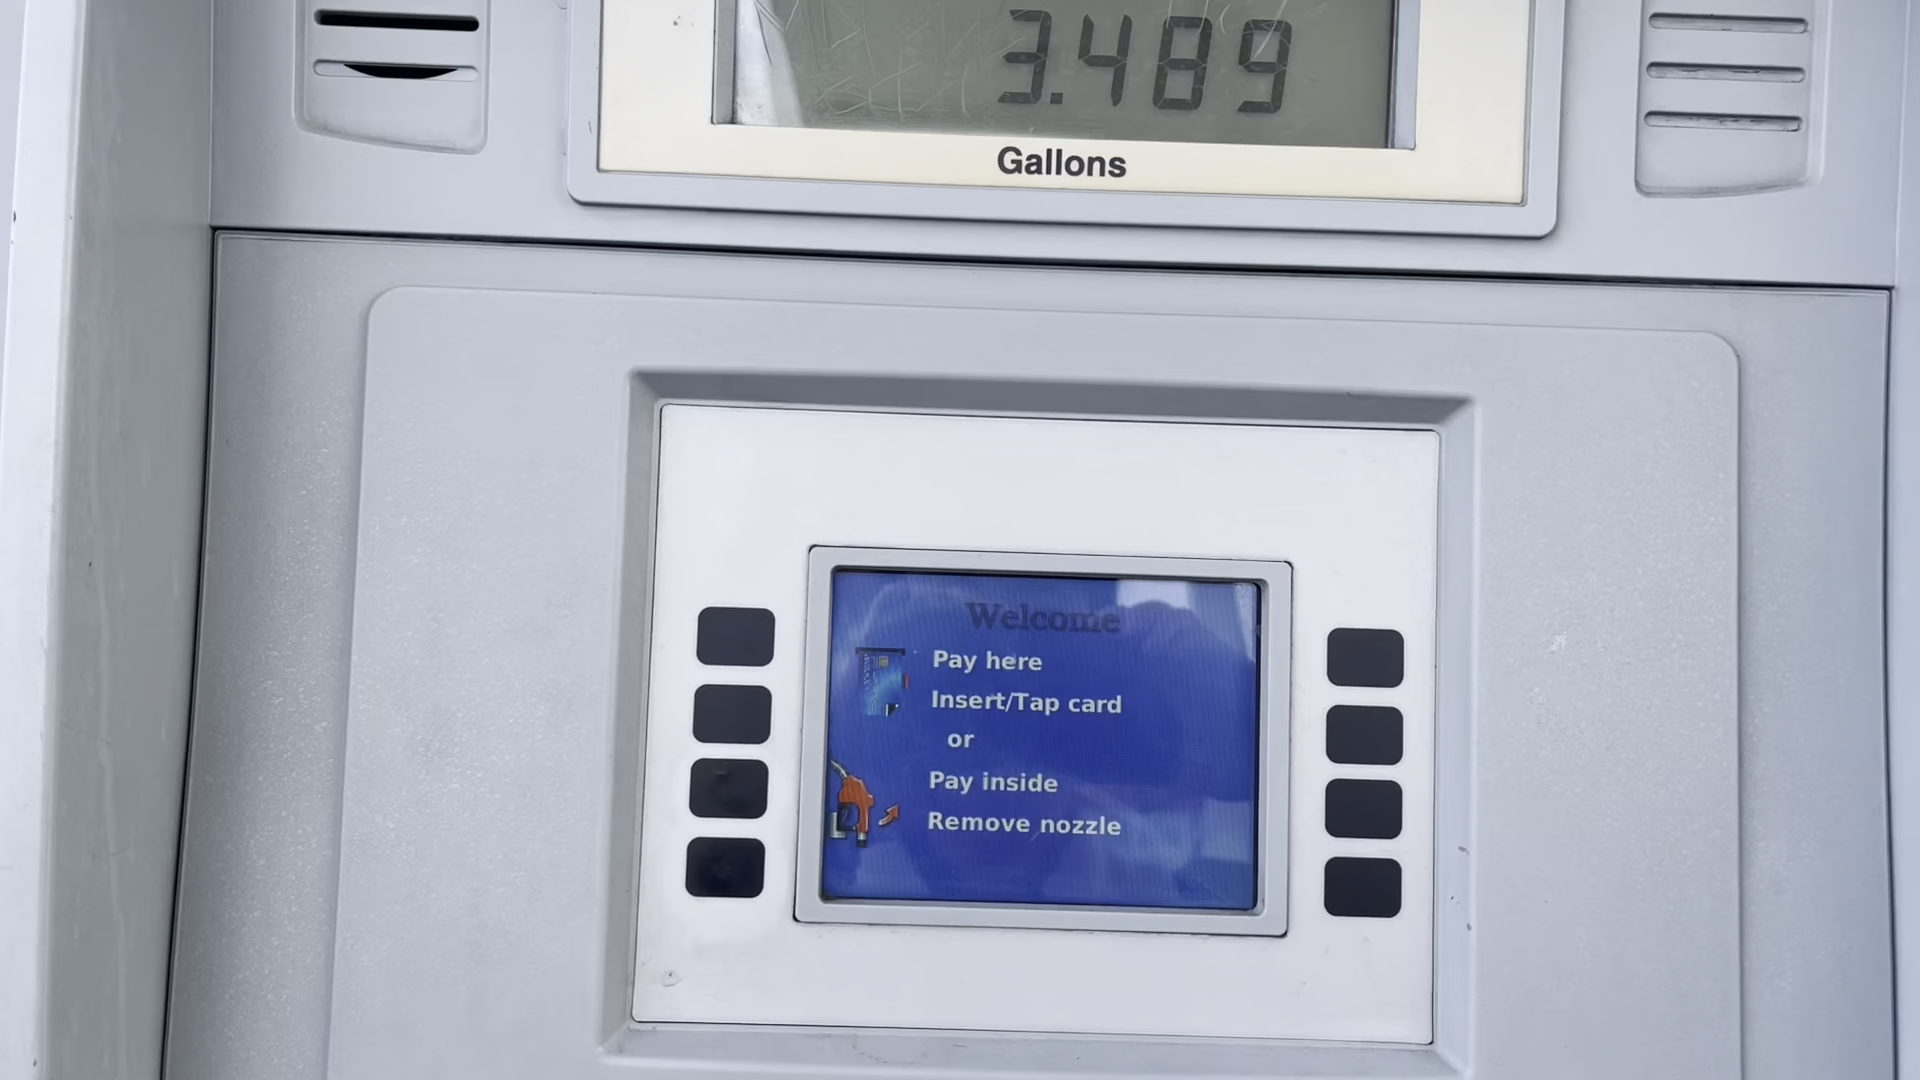 3.489
Gallons
Welcome
Pay here
Insert/Tap card
or
Pay inside
Remove nozzle